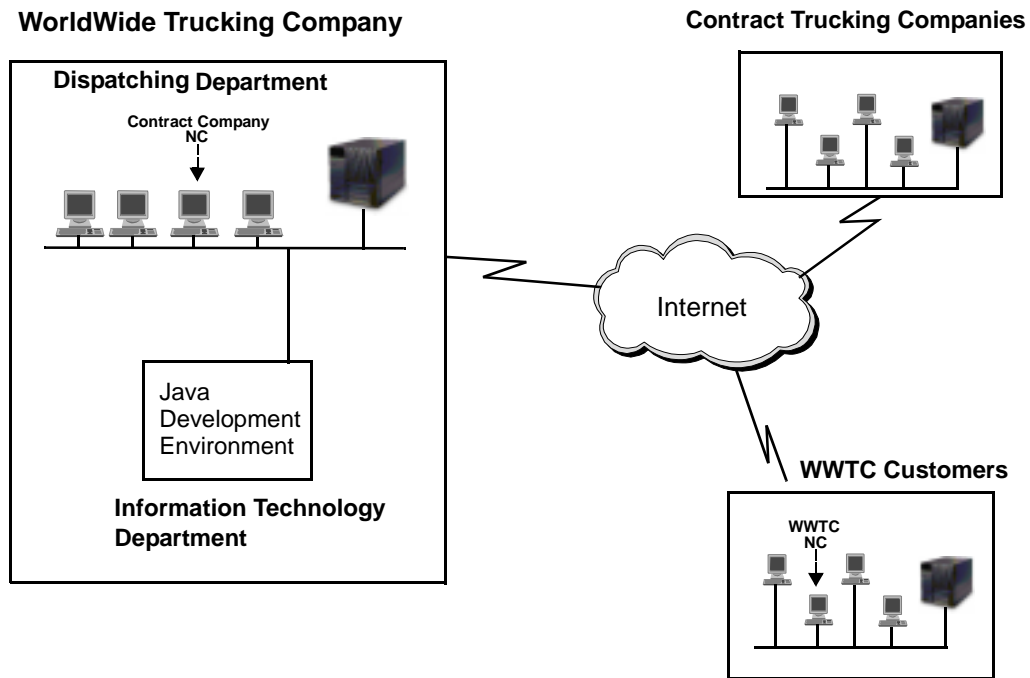 WorldWide Trucking Company
Contract Trucking Companies
Dispatching Department
Contract Company
NC
Internet
Java
Development
Environment
Information Technology
Department
WWTC Customers
WWTC
NC